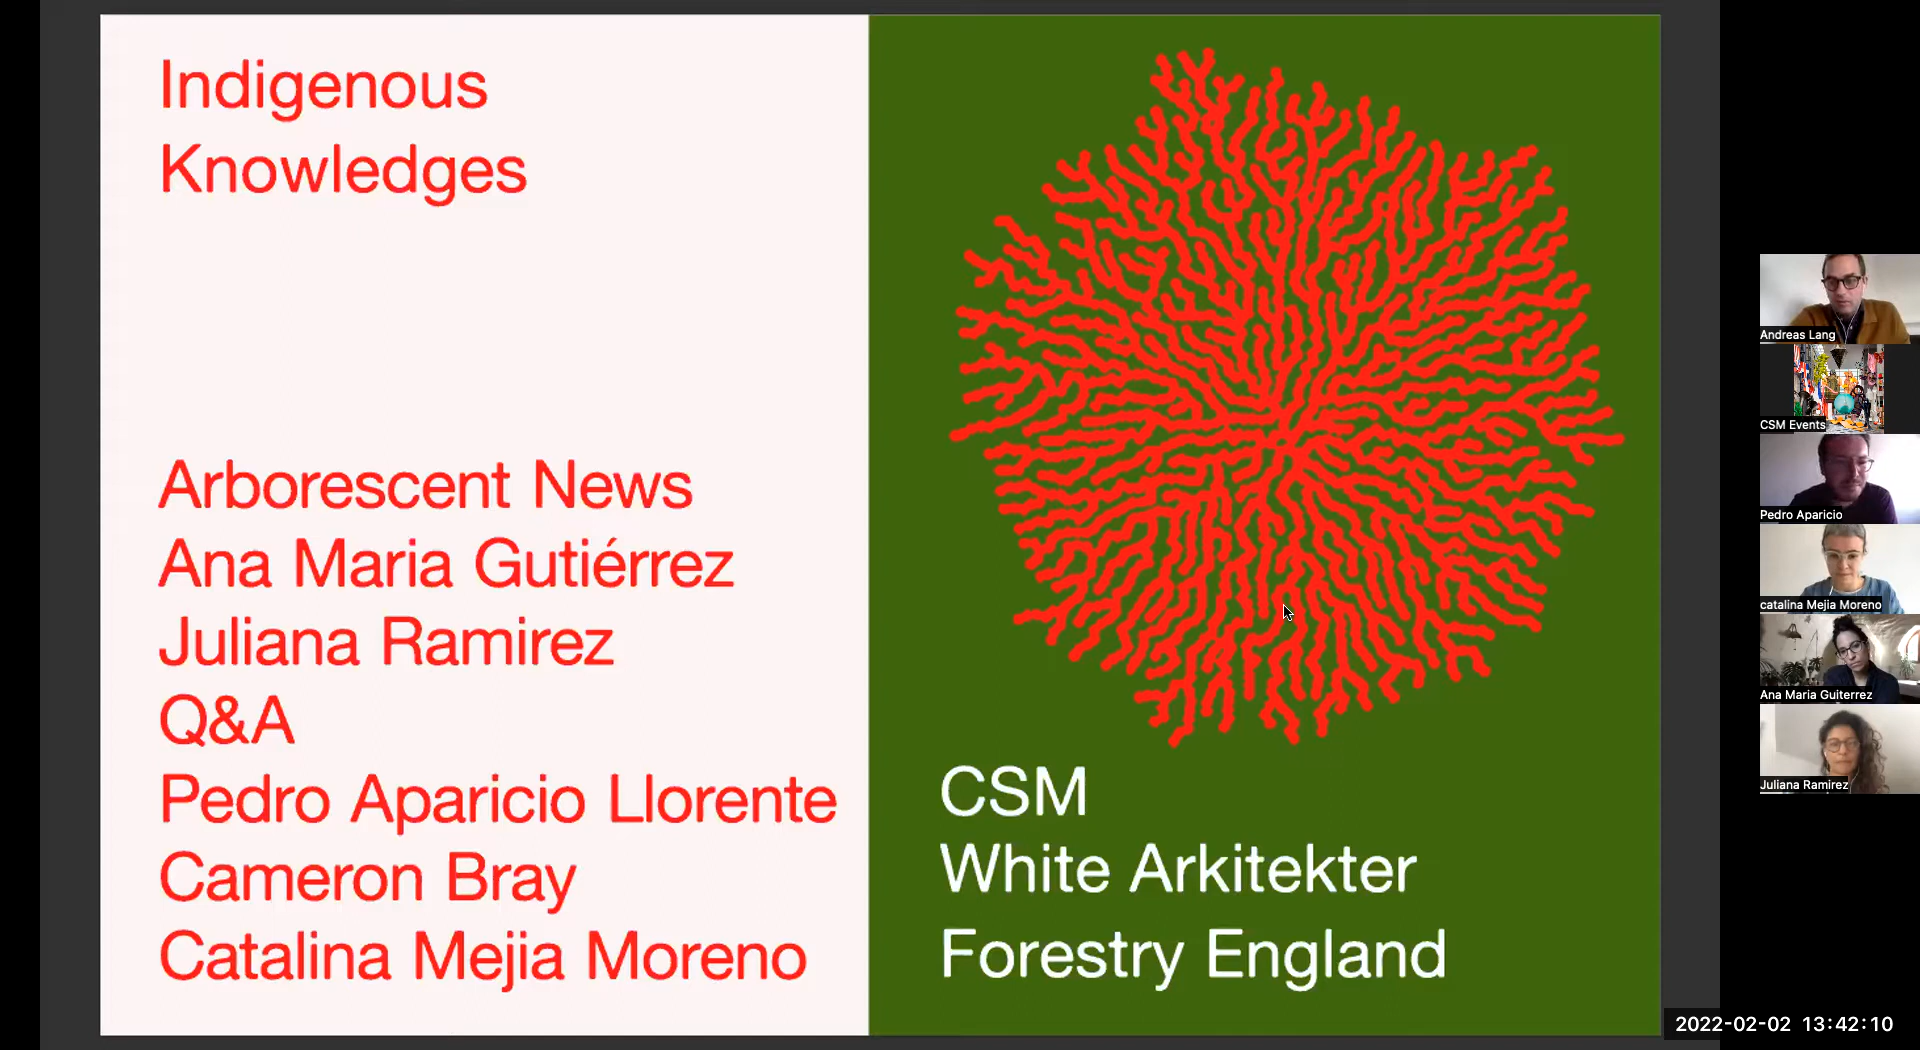 Indigenous
Knowledges
Arborescent News
Ana Maria Gutiérrez
Juliana Ramirez
Q&A
Pedro Aparicio Llorente
Cameron Bray
Catalina Mejia Moreno
CSM
White Arkitekter
Forestry England
Andreas Lang
CSM Events
Pedro Aparicio
catalina Mejia Moreno
Ana Maria Guiterrez
Juliana Ramirez
2022-02-02 13:42:10